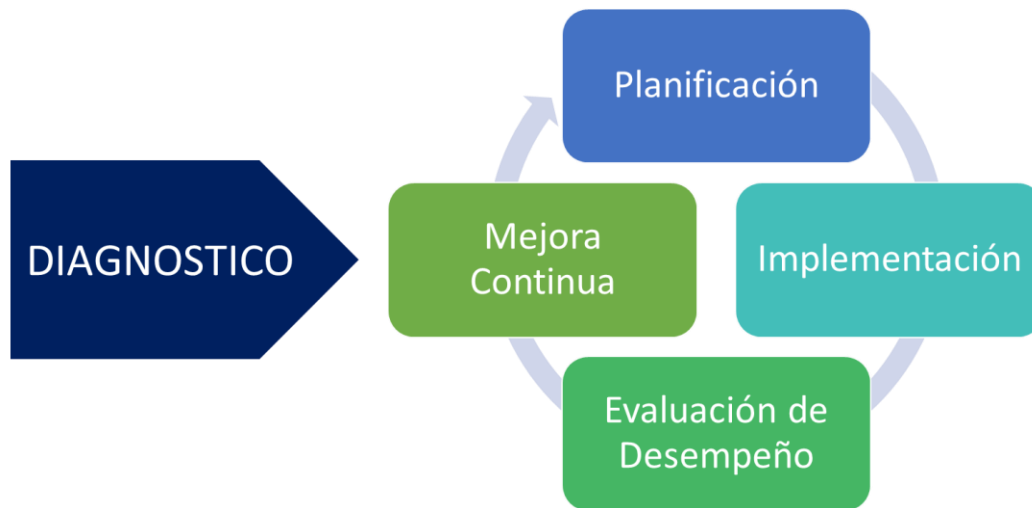 Planificación
DIAGNOSTICO
Mejora
Continua
Implementación
Evaluación de
Desempeño